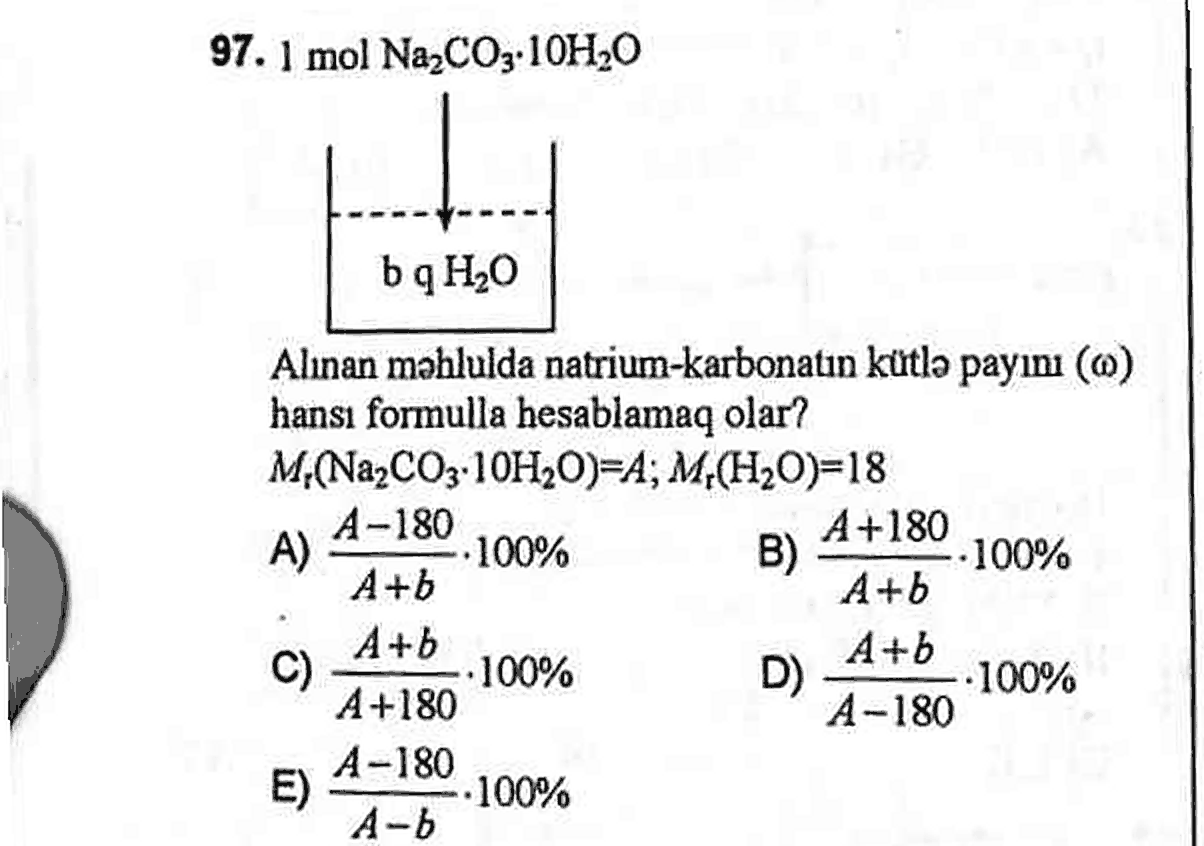 97. 1 mol Na₂CO₃·10H₂O
b q H₂O
Alınan məhlulda natrium-karbonatın kütlə payını (ω)
hansı formulla hesablamaq olar?
Mᵣ(Na₂CO₃·10H₂O)=A; Mᵣ(H₂O)=18
A) (A−180)/(A+b) ·100%
B) (A+180)/(A+b) ·100%
C) (A+b)/(A+180) ·100%
D) (A+b)/(A−180) ·100%
E) (A−180)/(A−b) ·100%